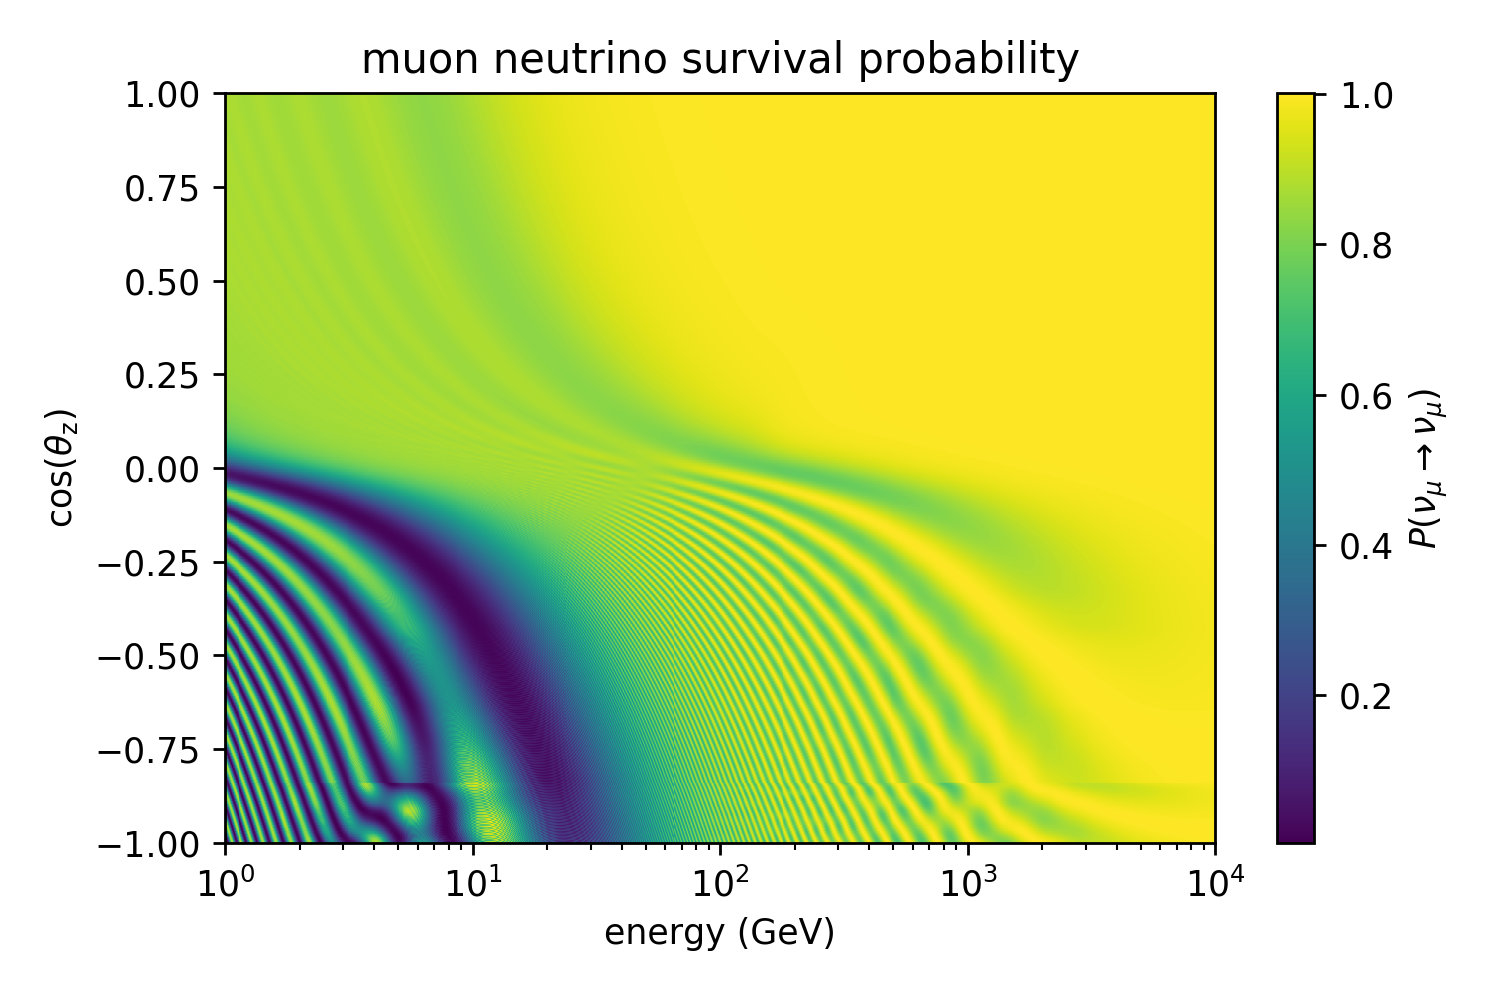 muon neutrino survival probability
1.00
0.75
0.50
0.25
0.00
−0.25
−0.50
−0.75
−1.00
cos(θz)
10⁰ 10¹ 10² 10³ 10⁴
energy (GeV)
1.0
0.8
0.6
0.4
0.2
P(νμ → νμ)